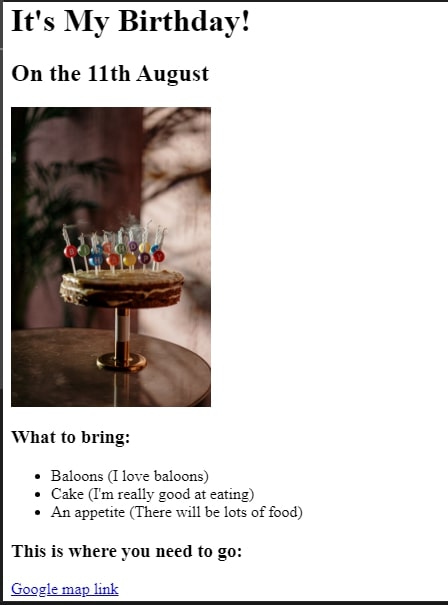 It's My Birthday!
On the 11th August
What to bring:
Baloons (I love baloons)
Cake (I'm really good at eating)
An appetite (There will be lots of food)
This is where you need to go:
Google map link